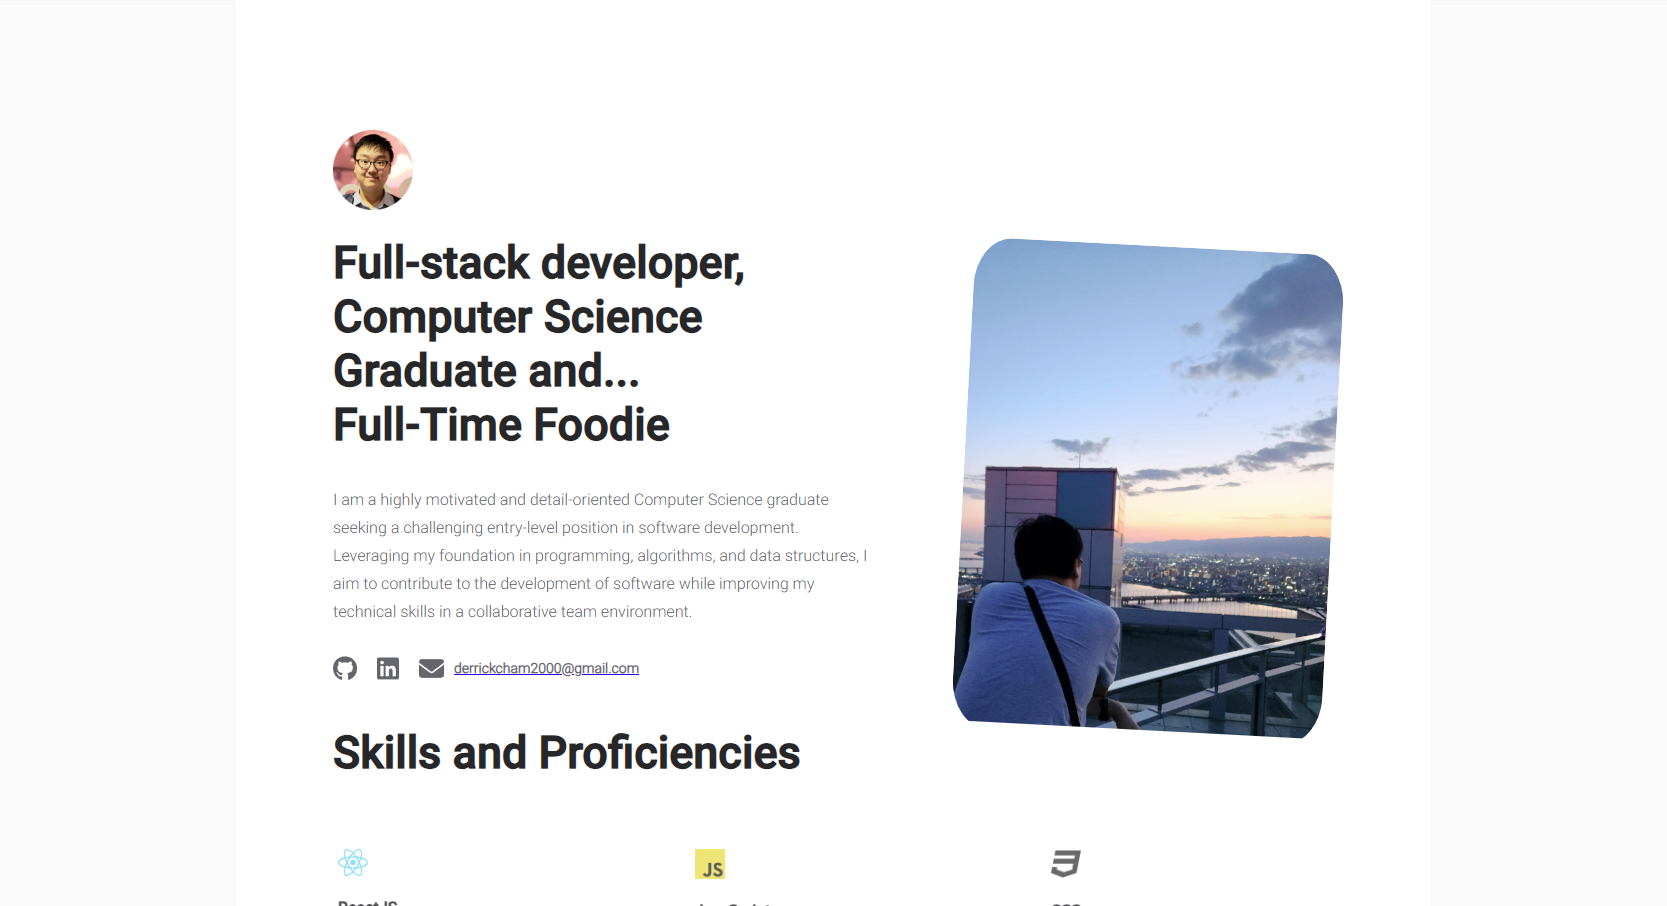 Full-stack developer,
Computer Science
Graduate and...
Full-Time Foodie
I am a highly motivated and detail-oriented Computer Science graduate
seeking a challenging entry-level position in software development.
Leveraging my foundation in programming, algorithms, and data structures, I
aim to contribute to the development of software while improving my
technical skills in a collaborative team environment.
in
derrickcham2000@gmail.com
Skills and Proficiencies
JS